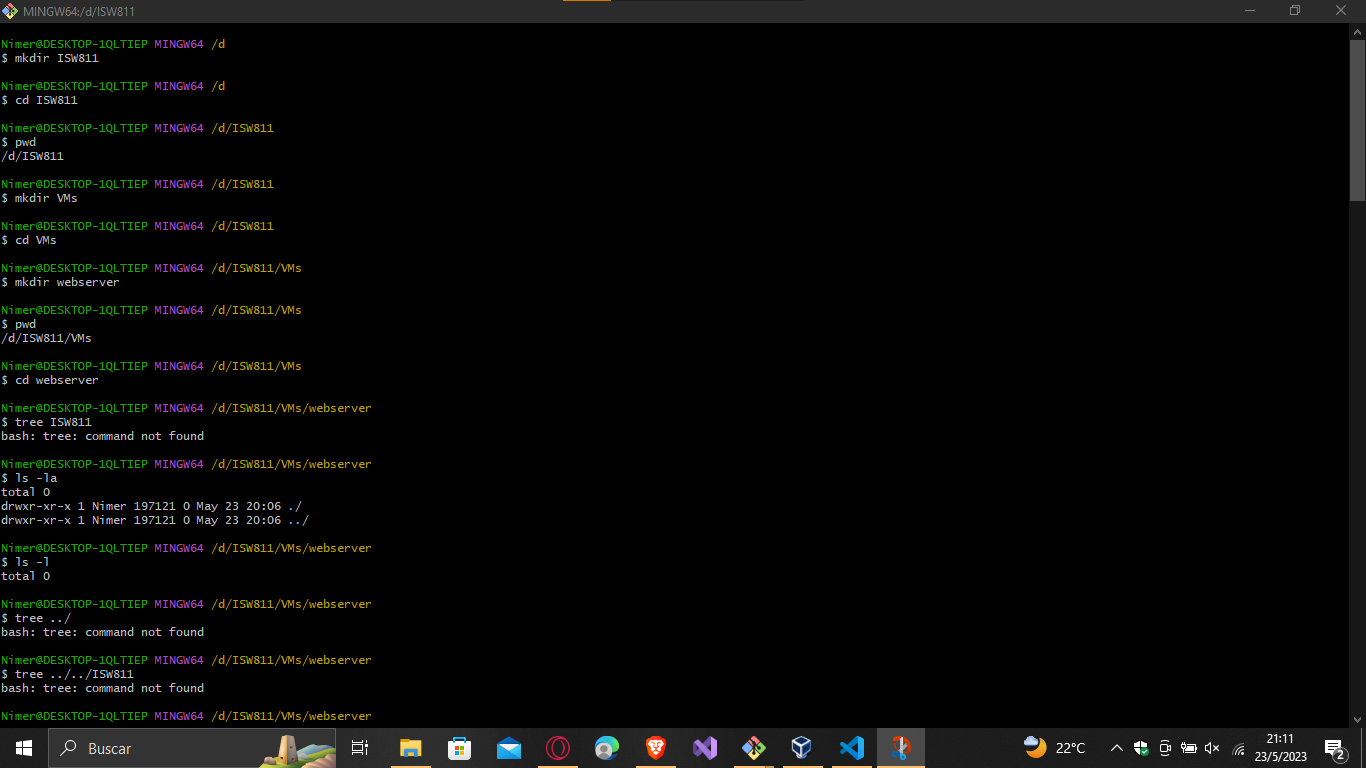 MINGW64:/d/ISW811
Nimer@DESKTOP-1QLTIEP MINGW64 /d
$ mkdir ISW811
Nimer@DESKTOP-1QLTIEP MINGW64 /d
$ cd ISW811
Nimer@DESKTOP-1QLTIEP MINGW64 /d/ISW811
$ pwd
/d/ISW811
Nimer@DESKTOP-1QLTIEP MINGW64 /d/ISW811
$ mkdir VMs
Nimer@DESKTOP-1QLTIEP MINGW64 /d/ISW811
$ cd VMs
Nimer@DESKTOP-1QLTIEP MINGW64 /d/ISW811/VMs
$ mkdir webserver
Nimer@DESKTOP-1QLTIEP MINGW64 /d/ISW811/VMs
$ pwd
/d/ISW811/VMs
Nimer@DESKTOP-1QLTIEP MINGW64 /d/ISW811/VMs
$ cd webserver
Nimer@DESKTOP-1QLTIEP MINGW64 /d/ISW811/VMs/webserver
$ tree ISW811
bash: tree: command not found
Nimer@DESKTOP-1QLTIEP MINGW64 /d/ISW811/VMs/webserver
$ ls -la
total 0
drwxr-xr-x 1 Nimer 197121 0 May 23 20:06 ./
drwxr-xr-x 1 Nimer 197121 0 May 23 20:06 ../
Nimer@DESKTOP-1QLTIEP MINGW64 /d/ISW811/VMs/webserver
$ ls -l
total 0
Nimer@DESKTOP-1QLTIEP MINGW64 /d/ISW811/VMs/webserver
$ tree ../
bash: tree: command not found
Nimer@DESKTOP-1QLTIEP MINGW64 /d/ISW811/VMs/webserver
$ tree ../../ISW811
bash: tree: command not found
Nimer@DESKTOP-1QLTIEP MINGW64 /d/ISW811/VMs/webserver
Buscar
22°C
21:11
23/5/2023
2